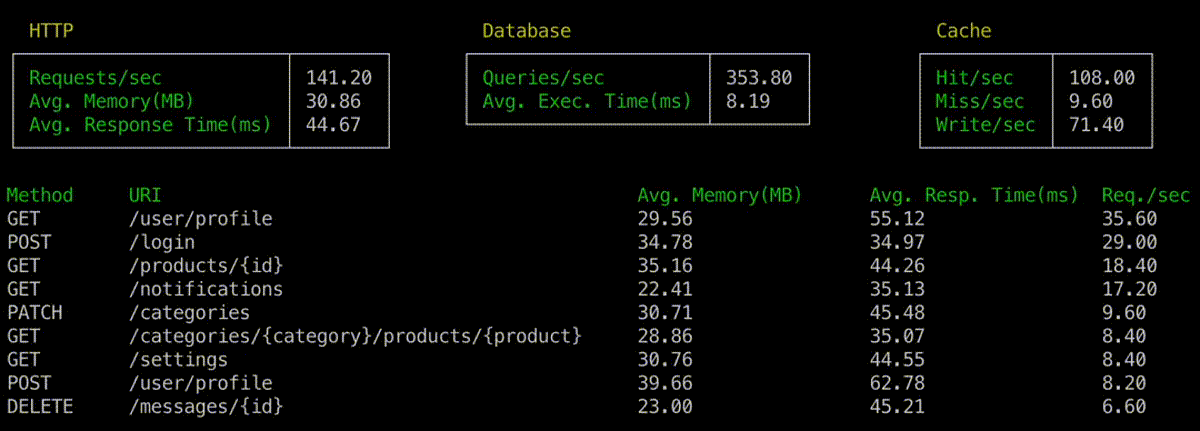 HTTP Database Cache
Requests/sec 141.20 Queries/sec 353.80 Hit/sec 108.00
Avg. Memory(MB) 30.86 Avg. Exec. Time(ms) 8.19 Miss/sec 9.60
Avg. Response Time(ms) 44.67 Write/sec 71.40
Method URI Avg. Memory(MB) Avg. Resp. Time(ms) Req./sec
GET /user/profile 29.56 55.12 35.60
POST /login 34.78 34.97 29.00
GET /products/{id} 35.16 44.26 18.40
GET /notifications 22.41 35.13 17.20
PATCH /categories 30.71 45.48 9.60
GET /categories/{category}/products/{product} 28.86 35.07 8.40
GET /settings 30.76 44.55 8.40
POST /user/profile 39.66 62.78 8.20
DELETE /messages/{id} 23.00 45.21 6.60